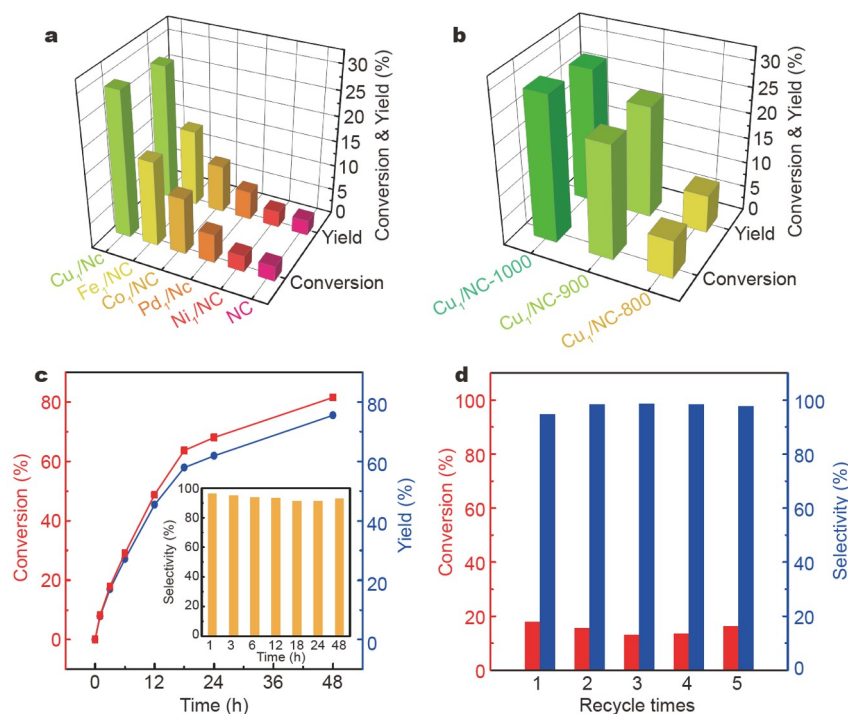 a
30
25
20
15
10
5
0
Conversion & Yield (%)
Yield
Conversion
Cu1/Nc
Fe1/NC
Co1/NC
Pd1/Nc
Ni1/NC
NC
b
30
25
20
15
10
5
0
Conversion & Yield (%)
Yield
Conversion
Cu1/NC-1000
Cu1/NC-900
Cu1/NC-800
c
Conversion (%)
80
60
40
20
0
Yield (%)
80
60
40
20
0
0 12 24 36 48
Time (h)
Selectivity (%)
100
80
60
40
20
0
1 3 6 12 18 24 48
Time (h)
d
Conversion (%)
100
80
60
40
20
0
Selectivity (%)
100
80
60
40
20
0
1 2 3 4 5
Recycle times